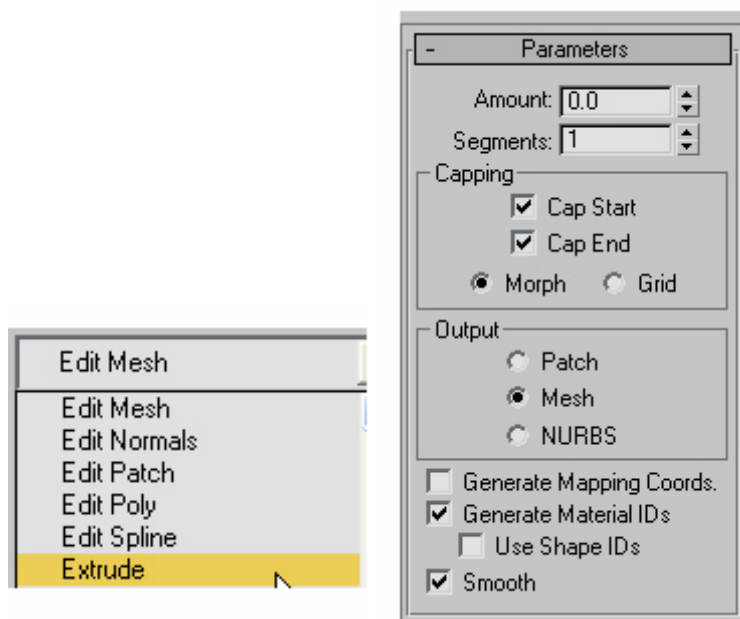 Edit Mesh
Edit Mesh
Edit Normals
Edit Patch
Edit Poly
Edit Spline
Extrude
- Parameters
Amount: 0.0
Segments: 1
Capping
Cap Start
Cap End
Morph Grid
Output
Patch
Mesh
NURBS
Generate Mapping Coords.
Generate Material IDs
Use Shape IDs
Smooth